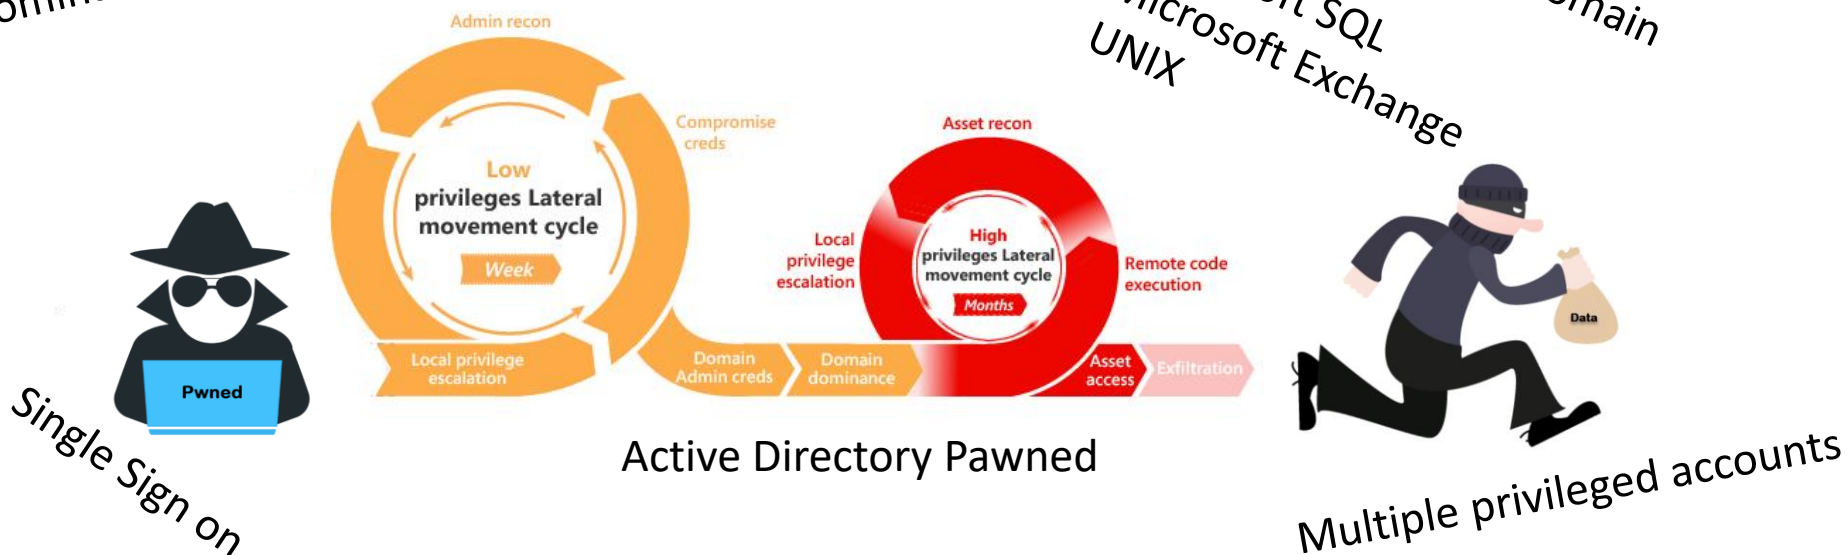 Admin recon
SQL
Microsoft Exchange
UNIX
Compromise
creds
Low
privileges Lateral
movement cycle
Week
Asset recon
Local
privilege
escalation
High
privileges Lateral
movement cycle
Months
Remote code
execution
Data
Local privilege
escalation
Domain
Admin creds
Domain
dominance
Asset
access
Exfiltration
Pwned
Single Sign on
Active Directory Pawned
Multiple privileged accounts